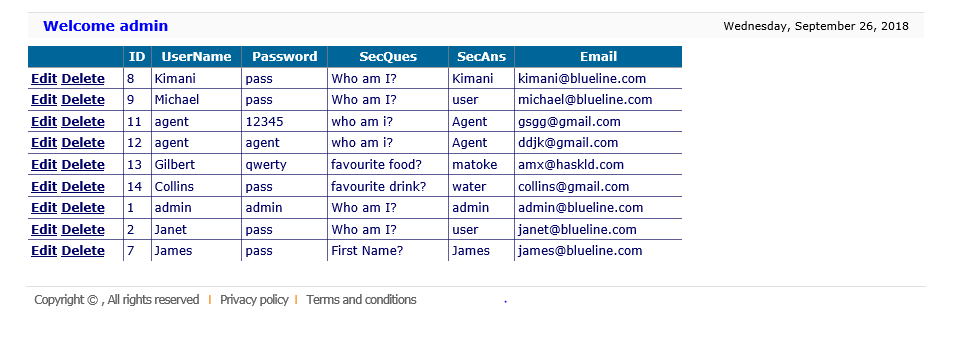 Welcome admin Wednesday, September 26, 2018
ID UserName Password SecQues SecAns Email
Edit Delete 8 Kimani pass Who am I? Kimani kimani@blueline.com
Edit Delete 9 Michael pass Who am I? user michael@blueline.com
Edit Delete 11 agent 12345 who am i? Agent gsgg@gmail.com
Edit Delete 12 agent agent who am i? Agent ddjk@gmail.com
Edit Delete 13 Gilbert qwerty favourite food? matoke amx@haskld.com
Edit Delete 14 Collins pass favourite drink? water collins@gmail.com
Edit Delete 1 admin admin Who am I? admin admin@blueline.com
Edit Delete 2 Janet pass Who am I? user janet@blueline.com
Edit Delete 7 James pass First Name? James james@blueline.com
Copyright © , All rights reserved | Privacy policy | Terms and conditions .